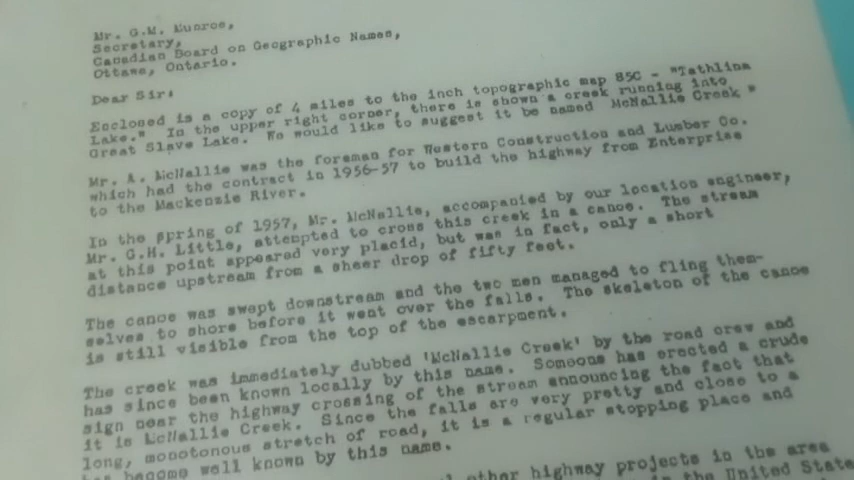 Mr. G.M. Munroe,
Secretary,
Canadian Board on Geographic Names,
Ottawa, Ontario.
Dear Sir:
Enclosed is a copy of 4 miles to the inch topographic map 85C - "Tathlina
Lake." In the upper right corner, there is shown a creek running into
Great Slave Lake. We would like to suggest it be named McNallie Creek "
Mr. A. McNallie was the foreman for Western Construction and Lumber Co.
which had the contract in 1956-57 to build the highway from Enterprise
to the Mackenzie River.
In the spring of 1957, Mr. McNallie, accompanied by our location engineer,
Mr. G.H. Little, attempted to cross this creek in a canoe. The stream
at this point appeared very placid, but was in fact, only a short
distance upstream from a sheer drop of fifty feet.
The canoe was swept downstream and the two men managed to fling them-
selves to shore before it went over the falls. The skeleton of the canoe
is still visible from the top of the escarpment.
The creek was immediately dubbed 'McNallie Creek' by the road crew and
has since been known locally by this name. Someone has erected a crude
sign near the highway crossing of the stream announcing the fact that
it is McNallie Creek. Since the falls are very pretty and close to a
long, monotonous stretch of road, it is a regular stopping place and
has become well known by this name.
other highway projects in the area
in the United State